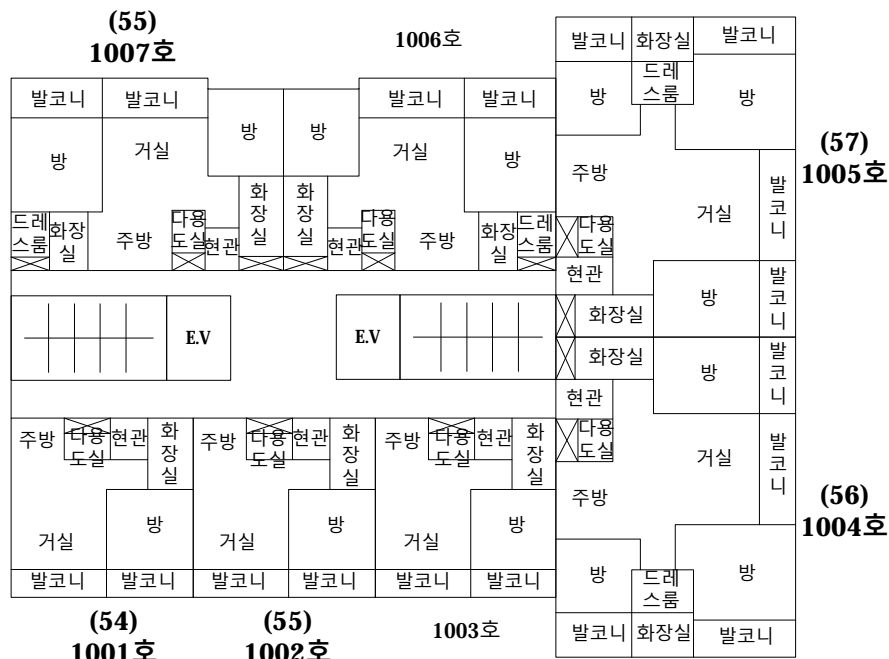 (55)
1007호
1006호
발코니
화장실
발코니
드레
스룸
방
방
발코니
발코니
방
방
발코니
발코니
방
거실
거실
방
(57)
1005호
주방
발
코
니
거실
드레
스룸
화장
실
주방
다용
도실
현관
화
장
실
화
장
실
현관
다용
도실
주방
화장
실
드레
스룸
다용
도실
현관
방
발
코
니
화장실
E.V
E.V
화장실
방
발
코
니
현관
주방
다용
도실
현관
화
장
실
주방
다용
도실
현관
화
장
실
주방
다용
도실
현관
화
장
실
다용
도실
거실
발
코
니
주방
(56)
1004호
거실
방
거실
방
거실
방
방
드레
스룸
방
발코니
발코니
발코니
발코니
발코니
발코니
발코니
화장실
발코니
(54)
1001호
(55)
1002호
1003호